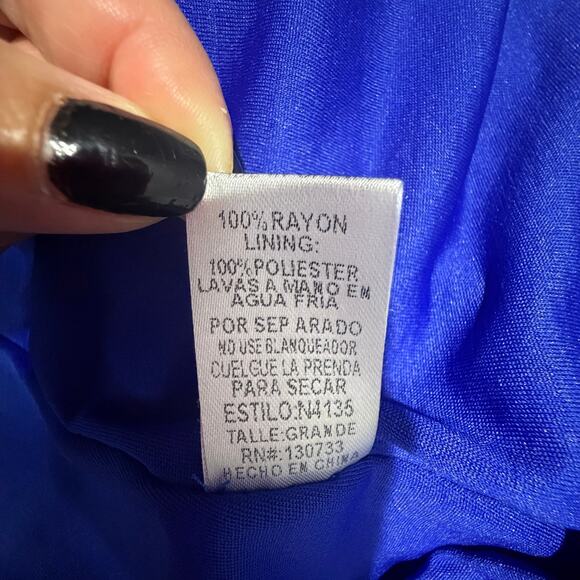 100% RAYON
LINING:
100%POLIESTER
LAVAS A MANO EN
AGUA FRIA
POR SEP ARADO
NO USE BLANQUEADOR
CUELGUE LA PRENDA
PARA SECAR
ESTILO:N4135
TALLE:GRANDE
RN#:130733
HECHO EN CHINA